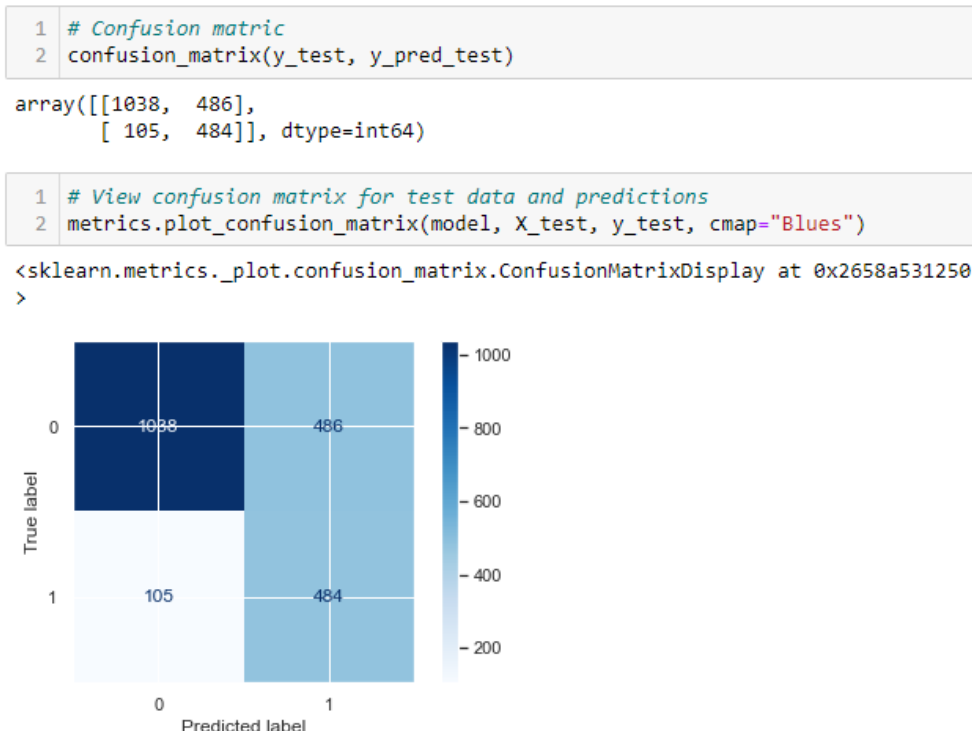 1 # Confusion matric
2 confusion_matrix(y_test, y_pred_test)
array([[1038, 486],
[ 105, 484]], dtype=int64)
1 # View confusion matrix for test data and predictions
2 metrics.plot_confusion_matrix(model, X_test, y_test, cmap="Blues")
<sklearn.metrics._plot.confusion_matrix.ConfusionMatrixDisplay at 0x2658a531250
>
1000
0 1038 486
800
600
True label
400
1 105 484
200
0 1
Predicted label